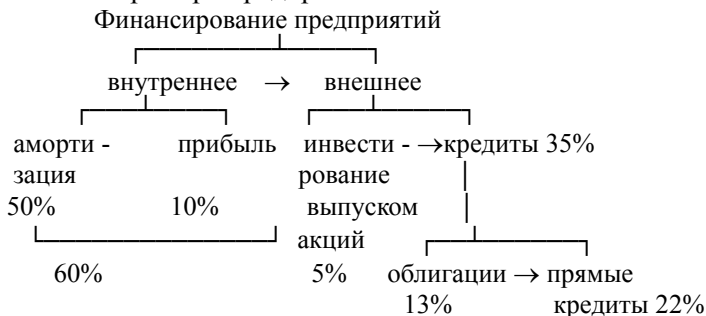 Финансирование предприятий
внутреннее → внешнее
аморти - прибыль инвести - →кредиты 35%
зация рование
50% 10% выпуском
акций
60% 5% облигации → прямые
13% кредиты 22%